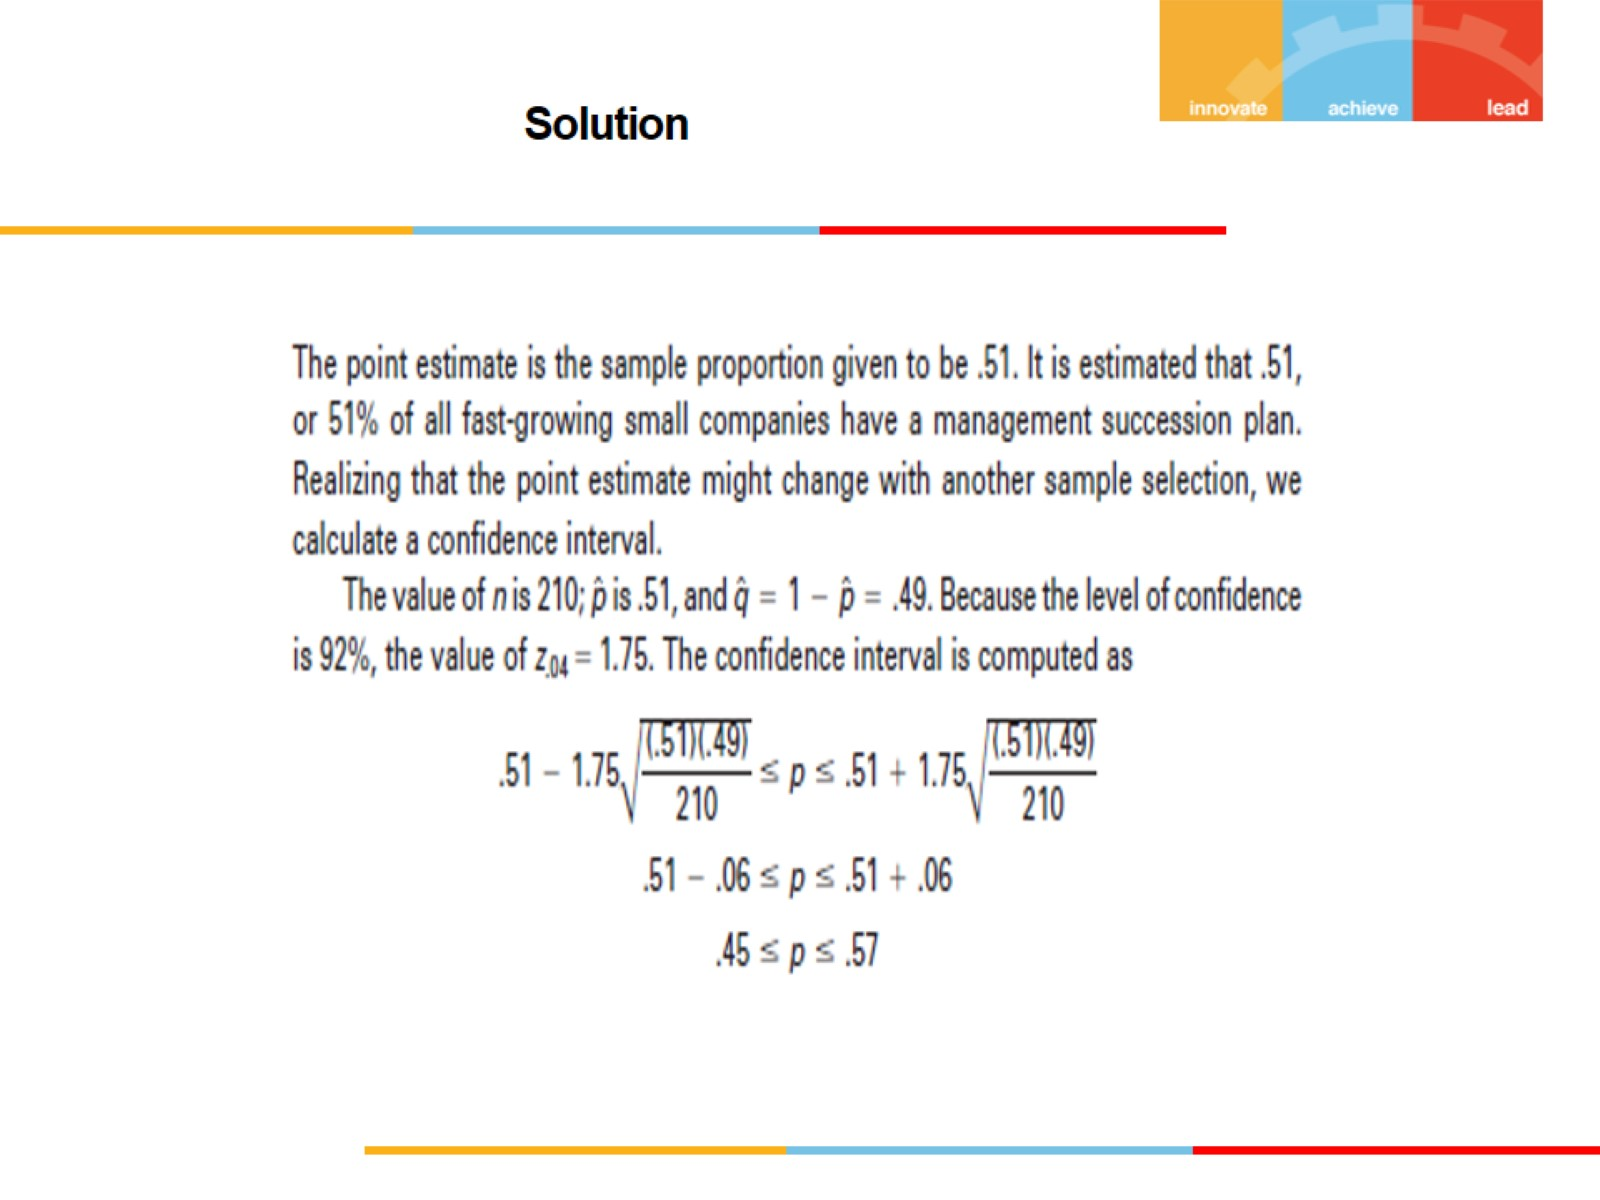 innovate achieve lead
Solution
The point estimate is the sample proportion given to be .51. It is estimated that .51,
or 51% of all fast-growing small companies have a management succession plan.
Realizing that the point estimate might change with another sample selection, we
calculate a confidence interval.
The value of n is 210; p̂ is .51, and q̂ = 1 − p̂ = .49. Because the level of confidence
is 92%, the value of z.04 = 1.75. The confidence interval is computed as
.51 − 1.75√((.51)(.49)/210) ≤ p ≤ .51 + 1.75√((.51)(.49)/210)
.51 − .06 ≤ p ≤ .51 + .06
.45 ≤ p ≤ .57